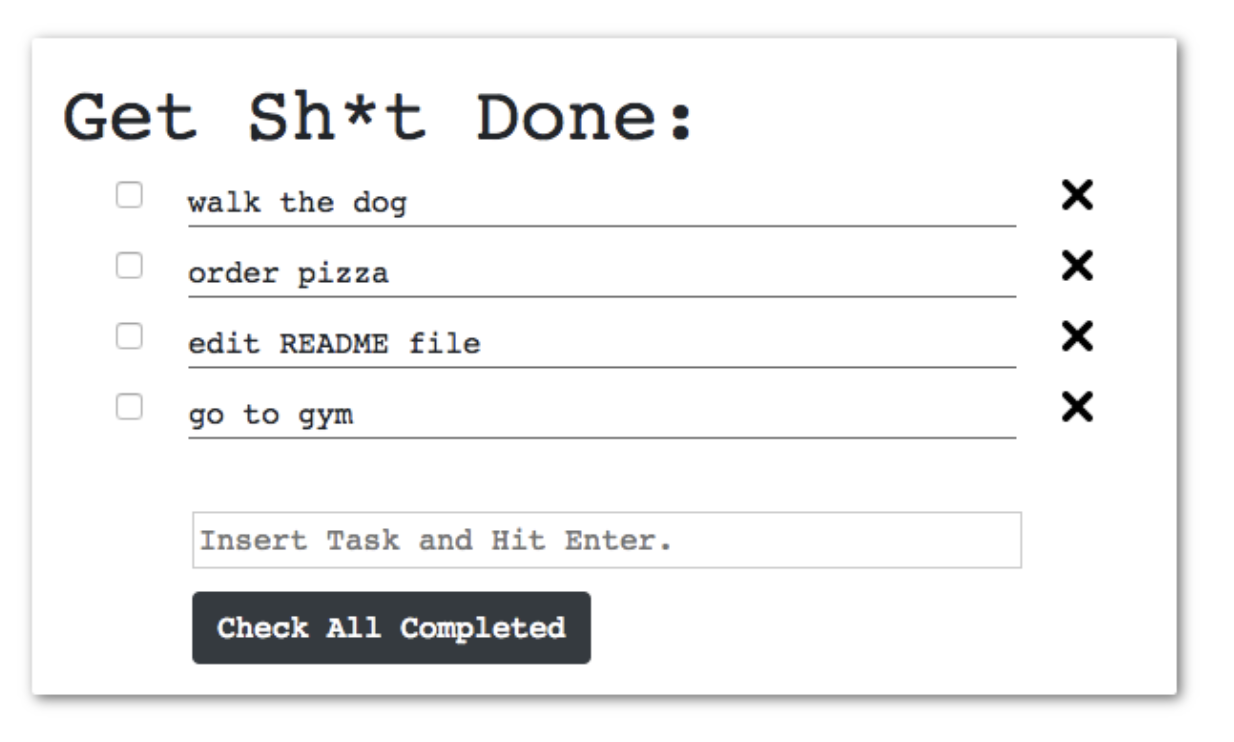 Get Sh*t Done:
walk the dog
order pizza
edit README file
go to gym
Insert Task and Hit Enter.
Check All Completed